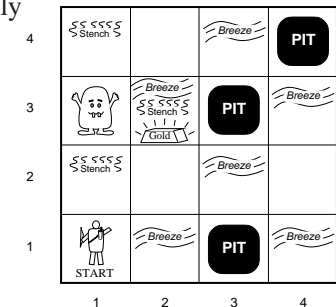 ly
4
Stench
Breeze
PIT
3
Breeze
Stench
Gold
PIT
Breeze
2
Stench
Breeze
1
START
Breeze
PIT
Breeze
1 2 3 4